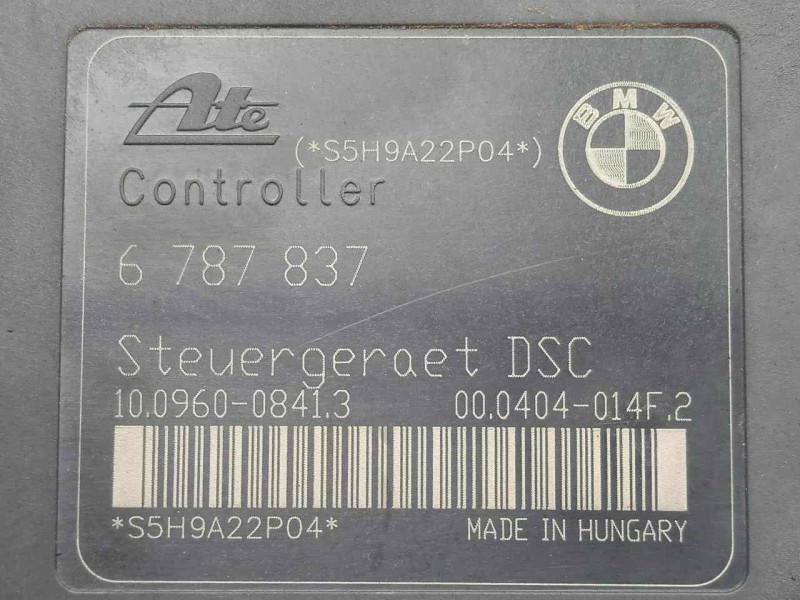 Ate
(*S5H9A22P04*)
BMW
Controller
6 787 837
Steuergeraet DSC
10.0960-0841.3 00.0404-014F.2
*S5H9A22P04* MADE IN HUNGARY